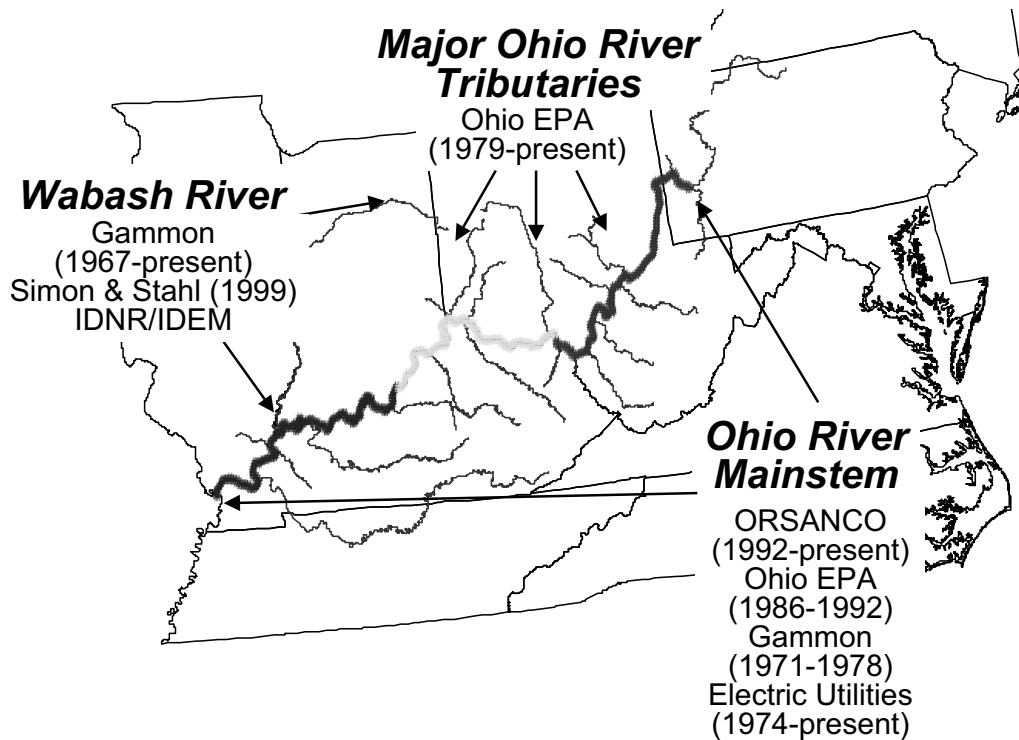 Major Ohio River
Tributaries
Ohio EPA
(1979-present)
Wabash River
Gammon
(1967-present)
Simon & Stahl (1999)
IDNR/IDEM
Ohio River
Mainstem
ORSANCO
(1992-present)
Ohio EPA
(1986-1992)
Gammon
(1971-1978)
Electric Utilities
(1974-present)